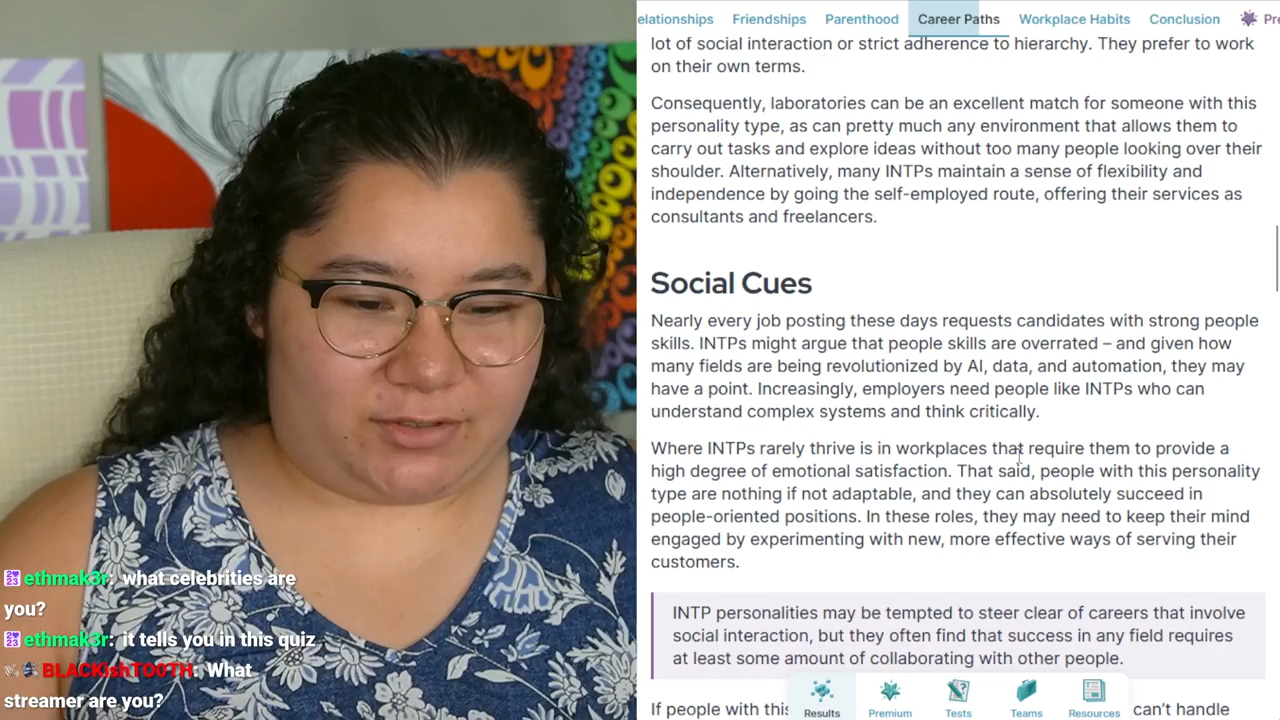 elationships Friendships Parenthood Career Paths Workplace Habits Conclusion Pre
lot of social interaction or strict adherence to hierarchy. They prefer to work
on their own terms.
Consequently, laboratories can be an excellent match for someone with this
personality type, as can pretty much any environment that allows them to
carry out tasks and explore ideas without too many people looking over their
shoulder. Alternatively, many INTPs maintain a sense of flexibility and
independence by going the self-employed route, offering their services as
consultants and freelancers.
Social Cues
Nearly every job posting these days requests candidates with strong people
skills. INTPs might argue that people skills are overrated – and given how
many fields are being revolutionized by AI, data, and automation, they may
have a point. Increasingly, employers need people like INTPs who can
understand complex systems and think critically.
Where INTPs rarely thrive is in workplaces that require them to provide a
high degree of emotional satisfaction. That said, people with this personality
type are nothing if not adaptable, and they can absolutely succeed in
people-oriented positions. In these roles, they may need to keep their mind
engaged by experimenting with new, more effective ways of serving their
customers.
INTP personalities may be tempted to steer clear of careers that involve
social interaction, but they often find that success in any field requires
at least some amount of collaborating with other people.
If people with this can't handle
Results Premium Tests Teams Resources
ethmak3r: what celebrities are
you?
ethmak3r: it tells you in this quiz
BLACKishTO0TH: What
streamer are you?